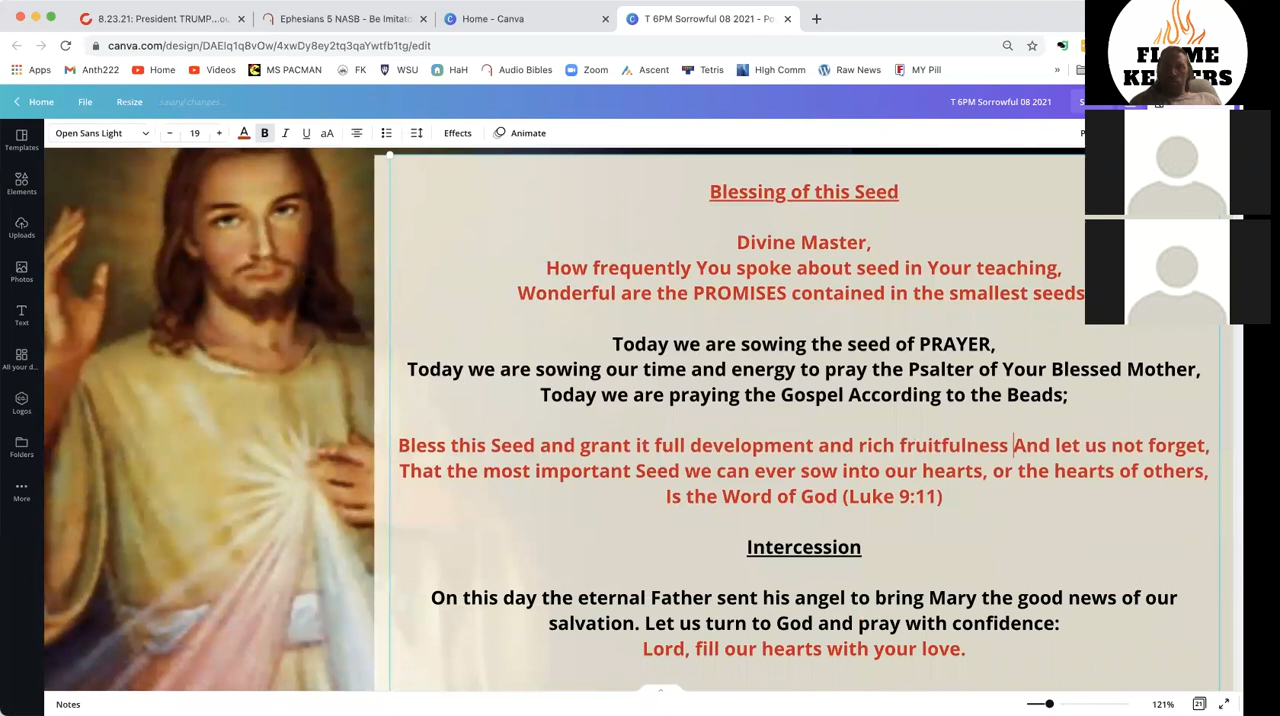 8.23.21: President TRUMP...ou
Ephesians 5 NASB - Be Imitato
Home - Canva
T 6PM Sorrowful 08 2021 - Po
canva.com/design/DAElq1q8vOw/4xwDy8ey2tq3qaYwtfb1tg/edit
Apps
Anth222
Home
Videos
MS PACMAN
FK
WSU
HaH
Audio Bibles
Zoom
Ascent
Tetris
High Comm
Raw News
MY Pill
»
FLAME
KEEPERS
Home
File
Resize
Saving changes...
T 6PM Sorrowful 08 2021
S
Open Sans Light
– 19 +
A B I U aA
Effects
Animate
P
Templates
Elements
Uploads
Photos
Text
All your d...
Logos
Folders
More
Blessing of this Seed
Divine Master,
How frequently You spoke about seed in Your teaching,
Wonderful are the PROMISES contained in the smallest seeds
Today we are sowing the seed of PRAYER,
Today we are sowing our time and energy to pray the Psalter of Your Blessed Mother,
Today we are praying the Gospel According to the Beads;
Bless this Seed and grant it full development and rich fruitfulness And let us not forget,
That the most important Seed we can ever sow into our hearts, or the hearts of others,
Is the Word of God (Luke 9:11)
Intercession
On this day the eternal Father sent his angel to bring Mary the good news of our
salvation. Let us turn to God and pray with confidence:
Lord, fill our hearts with your love.
Notes
121%
21